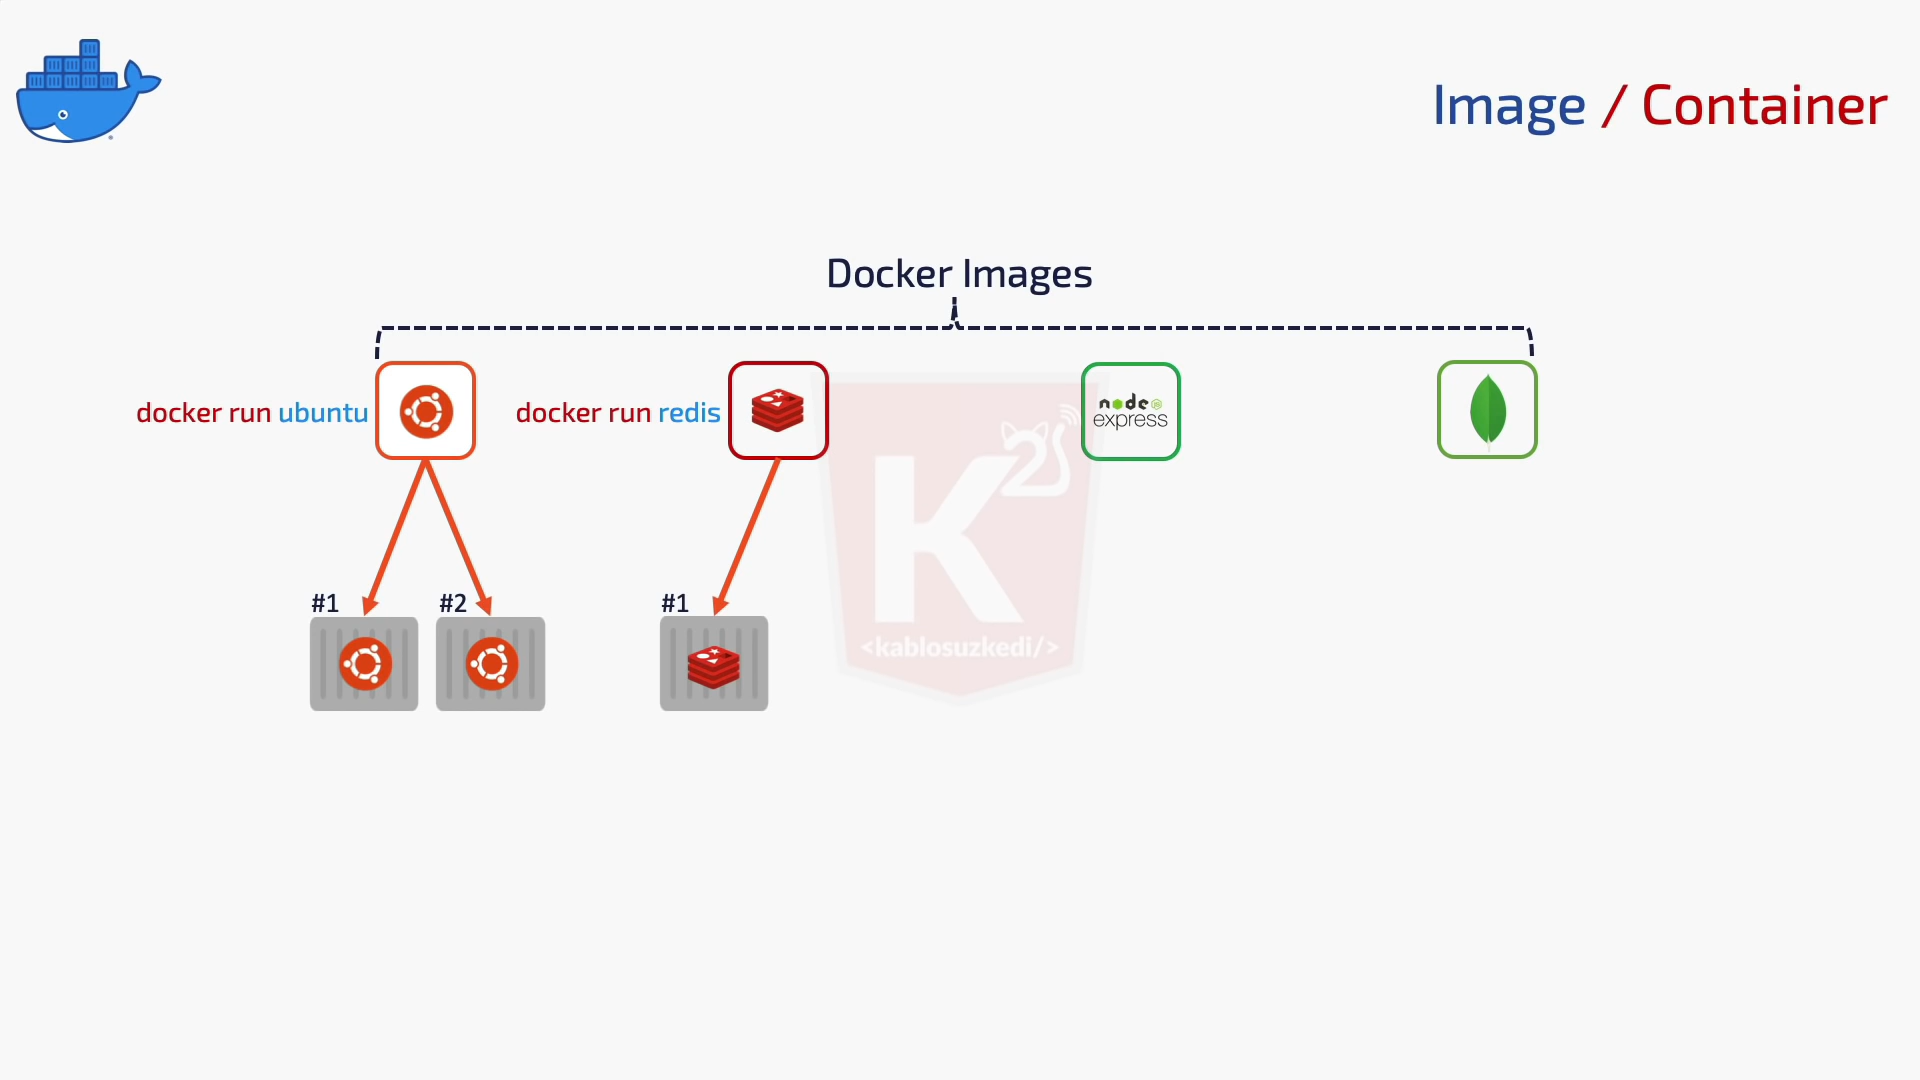 Image / Container
Docker Images
docker run ubuntu
docker run redis
node
express
#1
#2
#1
<kablosuzkedi/>
K